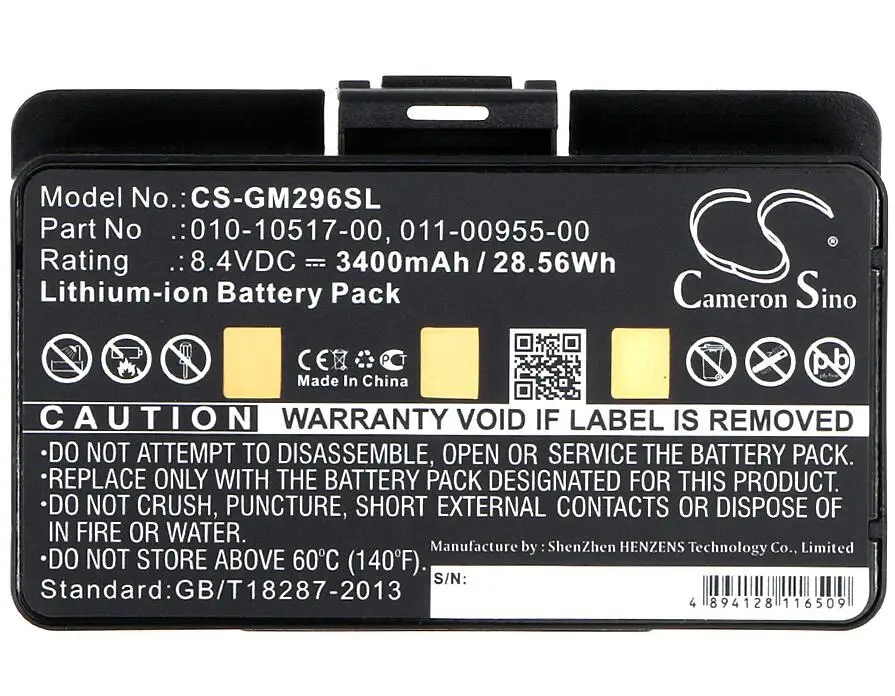 Model No.:CS-GM296SL
Part No .:010-10517-00, 011-00955-00
Rating .:8.4VDC ⎓ 3400mAh / 28.56Wh
Lithium-ion Battery Pack
CS®
Cameron Sino
CE PCT
Made In China
pb
CAUTION WARRANTY VOID IF LABEL IS REMOVED
•DO NOT ATTEMPT TO DISASSEMBLE, OPEN OR SERVICE THE BATTERY PACK.
•REPLACE ONLY WITH THE BATTERY PACK DESIGNATED FOR THIS PRODUCT.
•DO NOT CRUSH, PUNCTURE, SHORT EXTERNAL CONTACTS OR DISPOSE OF
IN FIRE OR WATER.
•DO NOT STORE ABOVE 60°C (140°F).
Manufacture by : ShenZhen HENZENS Technology Co., Limited
Standard:GB/T18287-2013
S/N:
4 894128 116509